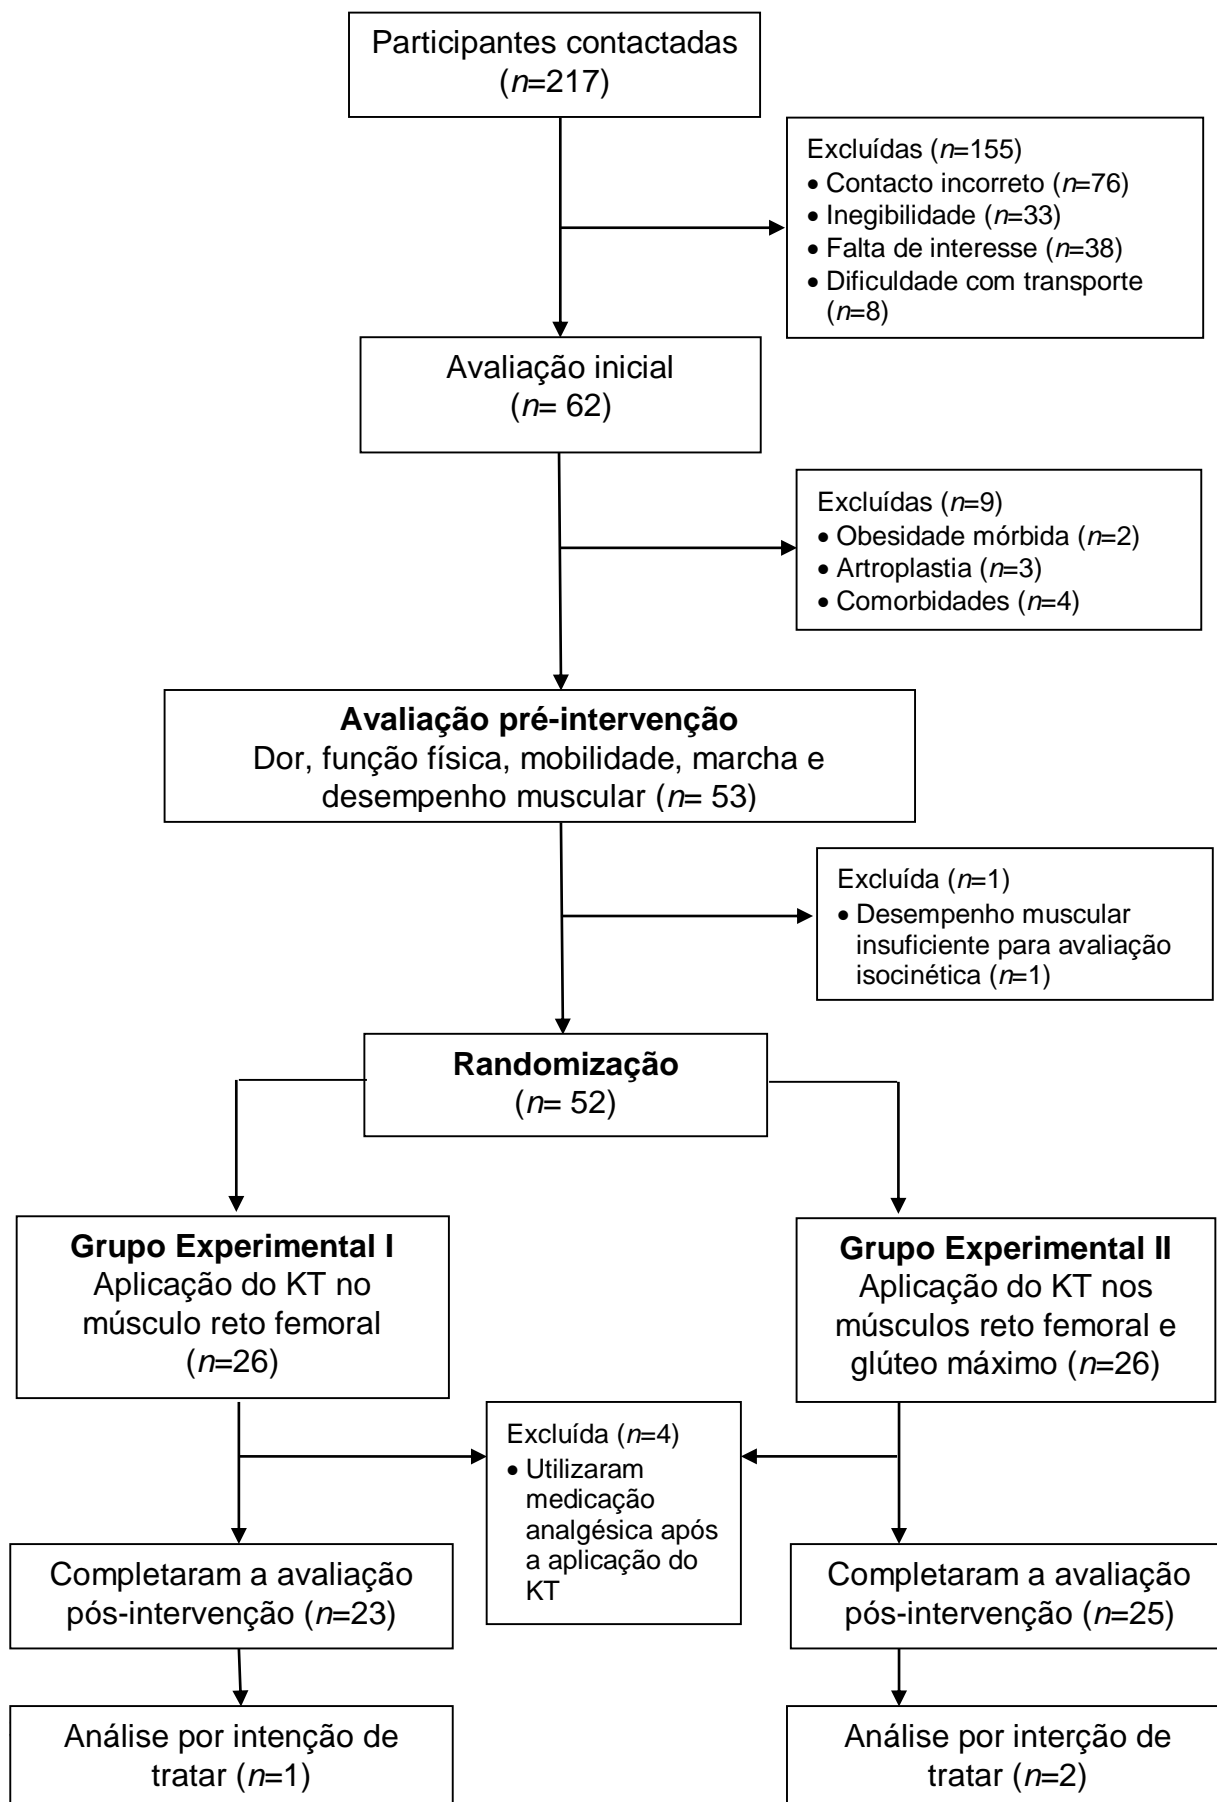 Participantes contactadas
(n=217)
Excluídas (n=155)
• Contacto incorreto (n=76)
• Inegibilidade (n=33)
• Falta de interesse (n=38)
• Dificuldade com transporte
(n=8)
Avaliação inicial
(n= 62)
Excluídas (n=9)
• Obesidade mórbida (n=2)
• Artroplastia (n=3)
• Comorbidades (n=4)
Avaliação pré-intervenção
Dor, função física, mobilidade, marcha e
desempenho muscular (n= 53)
Excluída (n=1)
• Desempenho muscular
insuficiente para avaliação
isocinética (n=1)
Randomização
(n= 52)
Grupo Experimental I
Aplicação do KT no
músculo reto femoral
(n=26)
Grupo Experimental II
Aplicação do KT nos
músculos reto femoral e
glúteo máximo (n=26)
Excluída (n=4)
• Utilizaram
medicação
analgésica após
a aplicação do
KT
Completaram a avaliação
pós-intervenção (n=23)
Completaram a avaliação
pós-intervenção (n=25)
Análise por intenção de
tratar (n=1)
Análise por interção de
tratar (n=2)